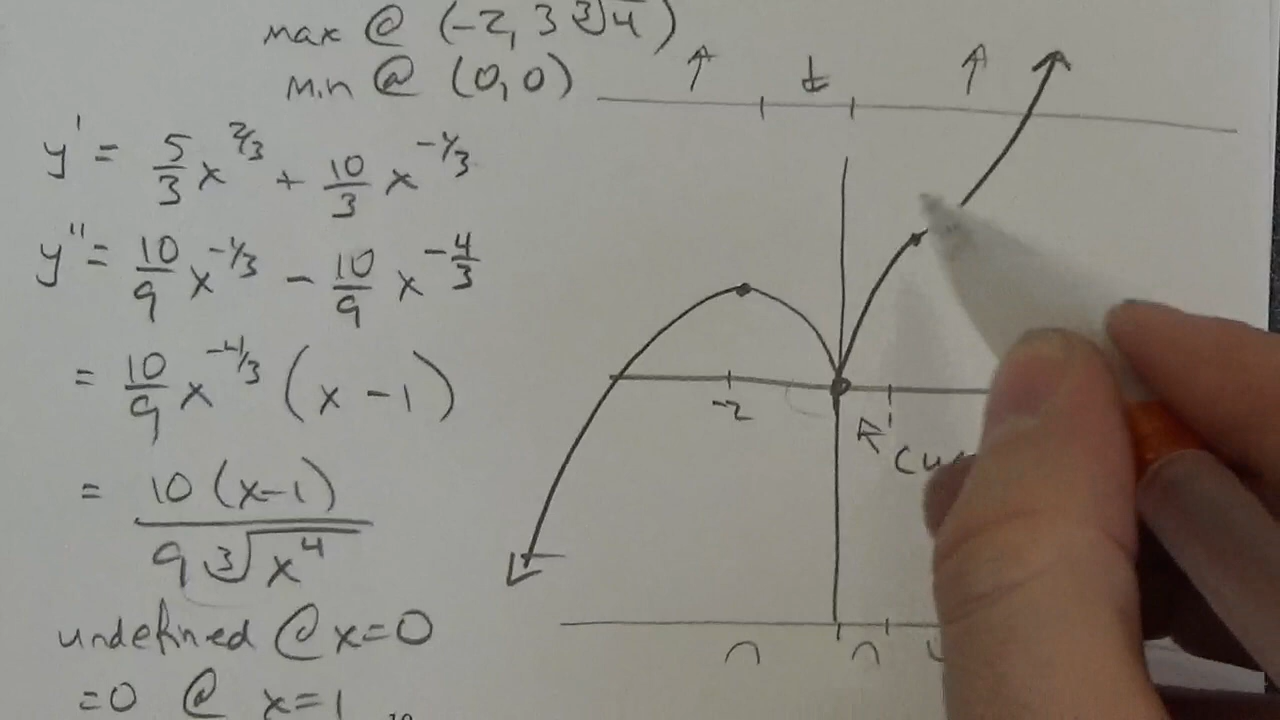 max @ (-2, 3∛4)
min @ (0,0)
↑ ↓ ↑
y' = 5/3 x^(2/3) + 10/3 x^(-1/3)
y'' = 10/9 x^(-1/3) - 10/9 x^(-4/3)
= 10/9 x^(-4/3) (x - 1)
= 10(x-1) / 9∛x^4
undefined @ x=0
=0 @ x=1
-2
∩ ∩